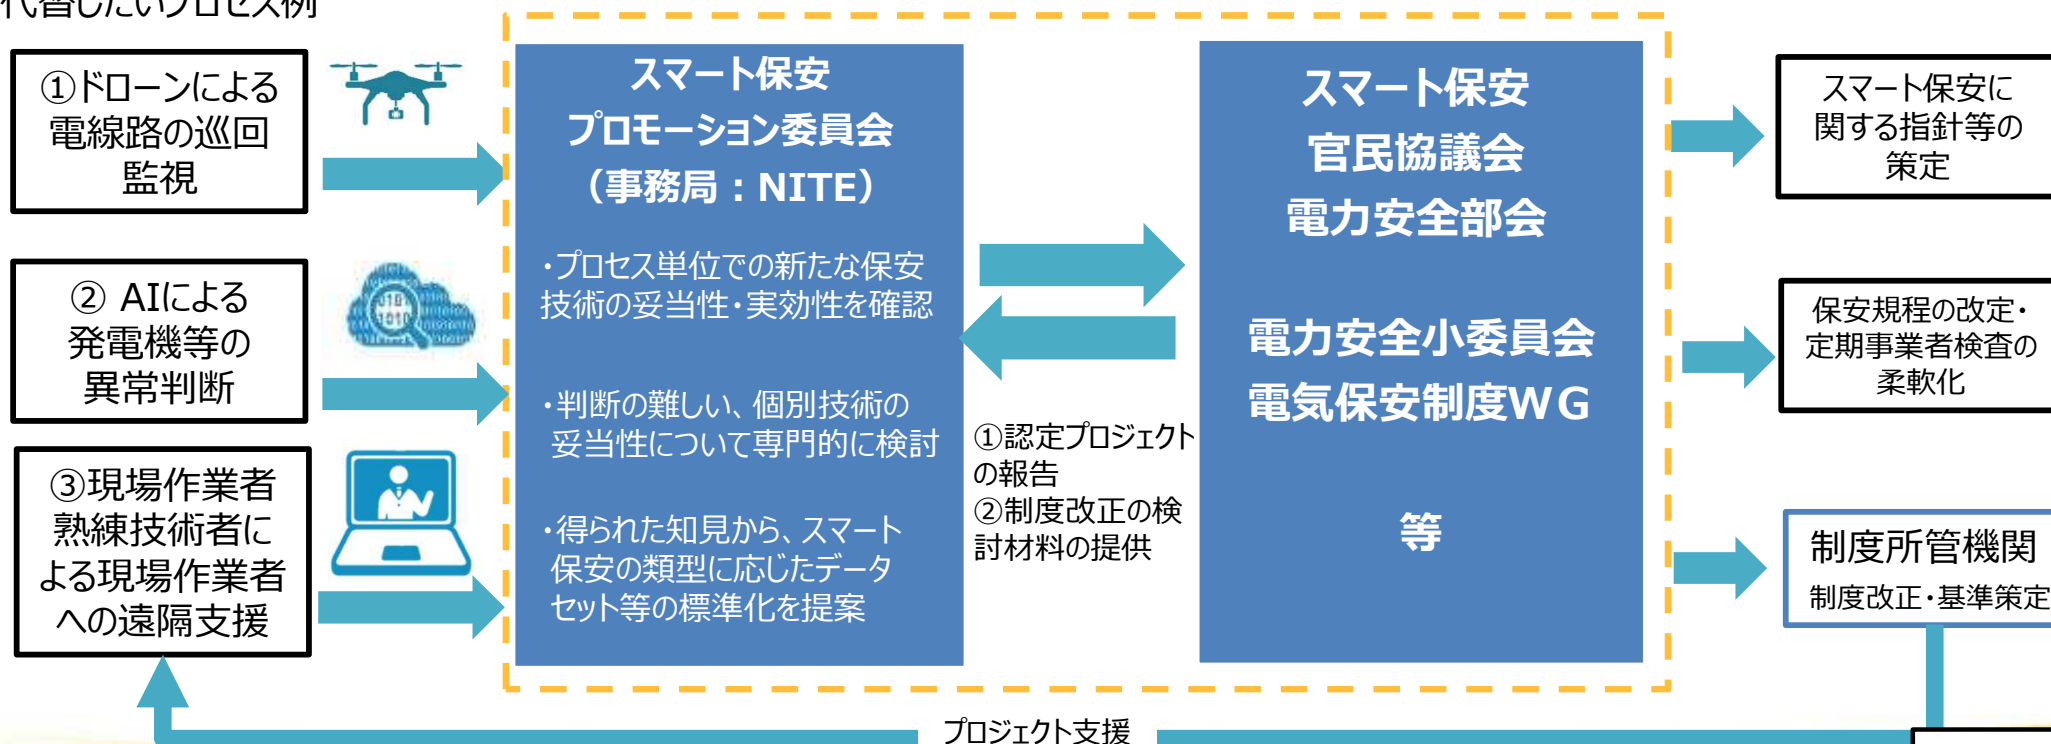 代替したいプロセス例
①ドローンによる
電線路の巡回
監視
② AIによる
発電機等の
異常判断
③現場作業者
熟練技術者に
よる現場作業者
への遠隔支援
スマート保安
プロモーション委員会
（事務局：NITE）
・プロセス単位での新たな保安
技術の妥当性・実効性を確認
・判断の難しい、個別技術の
妥当性について専門的に検討
・得られた知見から、スマート
保安の類型に応じたデータ
セット等の標準化を提案
①認定プロジェクト
の報告
②制度改正の検
討材料の提供
スマート保安
官民協議会
電力安全部会
電力安全小委員会
電気保安制度WG
等
スマート保安に
関する指針等の
策定
保安規程の改定・
定期事業者検査の
柔軟化
制度所管機関
制度改正・基準策定
プロジェクト支援